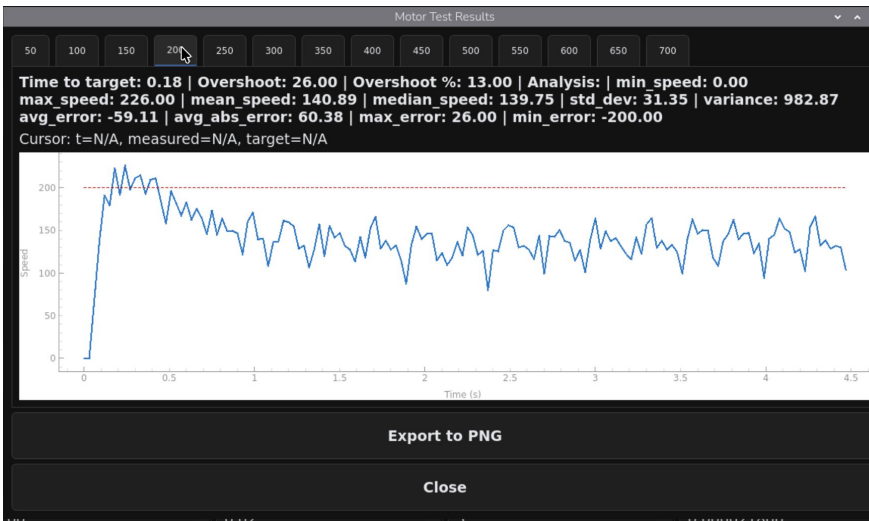 Motor Test Results
50 100 150 200 250 300 350 400 450 500 550 600 650 700
Time to target: 0.18 | Overshoot: 26.00 | Overshoot %: 13.00 | Analysis: | min_speed: 0.00
max_speed: 226.00 | mean_speed: 140.89 | median_speed: 139.75 | std_dev: 31.35 | variance: 982.87
avg_error: -59.11 | avg_abs_error: 60.38 | max_error: 26.00 | min_error: -200.00
Cursor: t=N/A, measured=N/A, target=N/A
200
150
100
50
0
Speed
0 0.5 1 1.5 2 2.5 3 3.5 4 4.5
Time (s)
Export to PNG
Close